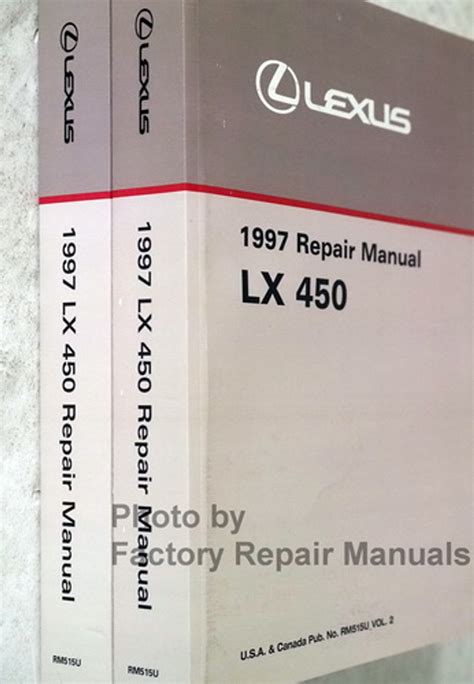 LEXUS
1997 LX 450 Repair Manual
RM515U
LEXUS
1997 LX 450 Repair Manual
RM515U
LEXUS
1997 Repair Manual
LX 450
Photo by
Factory Repair Manuals
U.S.A. & Canada Pub. No. RM515U VOL. 2